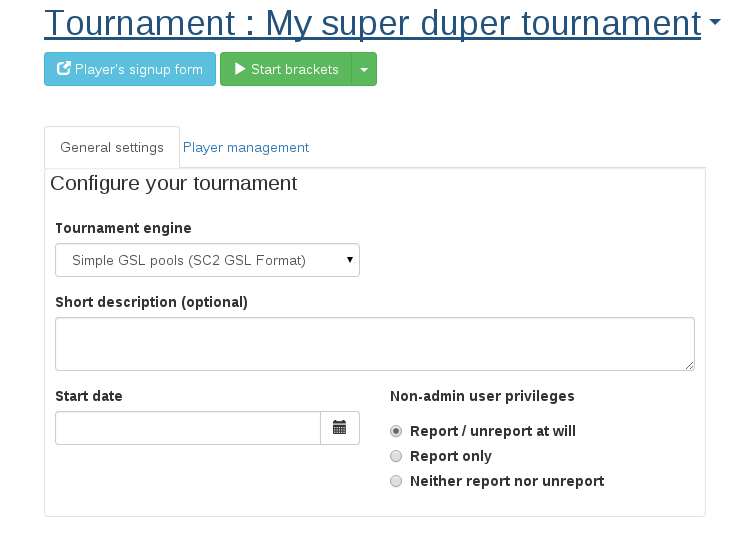 Tournament : My super duper tournament
Player's signup form Start brackets
General settings Player management
Configure your tournament
Tournament engine
Simple GSL pools (SC2 GSL Format)
Short description (optional)
Start date Non-admin user privileges
Report / unreport at will
Report only
Neither report nor unreport